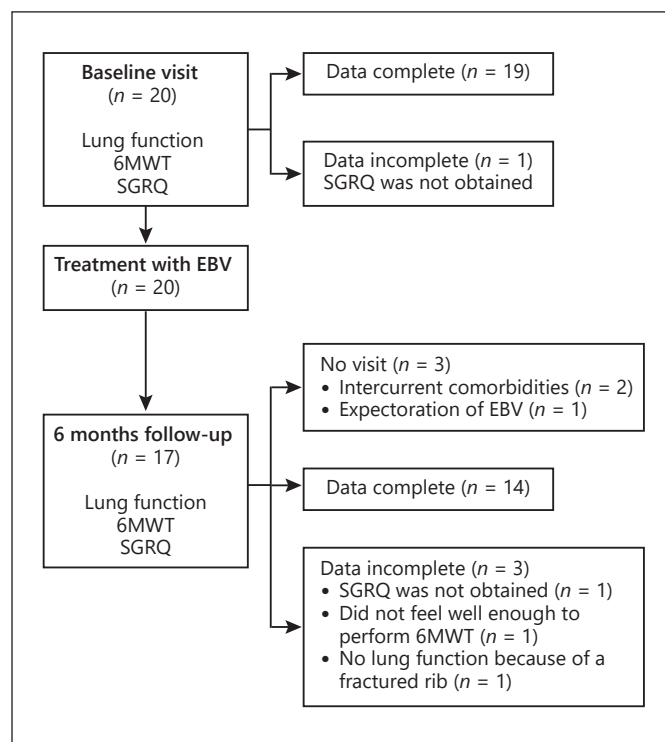 Baseline visit
(n = 20)
Lung function
6MWT
SGRQ
Data complete (n = 19)
Data incomplete (n = 1)
SGRQ was not obtained
Treatment with EBV
(n = 20)
No visit (n = 3)
• Intercurrent comorbidities (n = 2)
• Expectoration of EBV (n = 1)
6 months follow-up
(n = 17)
Lung function
6MWT
SGRQ
Data complete (n = 14)
Data incomplete (n = 3)
• SGRQ was not obtained (n = 1)
• Did not feel well enough to
perform 6MWT (n = 1)
• No lung function because of a
fractured rib (n = 1)